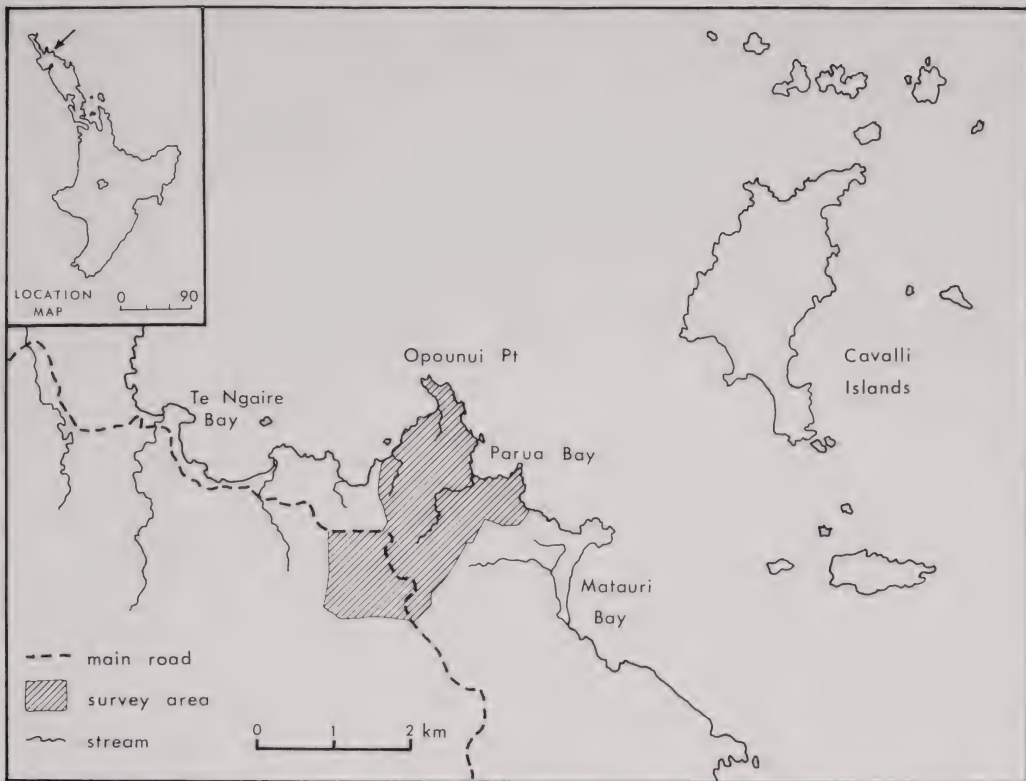 LOCATION
MAP
0 90
Opounui Pt
Te Ngaire
Bay
Cavalli
Islands
Parua Bay
Matauri
Bay
main road
survey area
stream
0 1 2 km